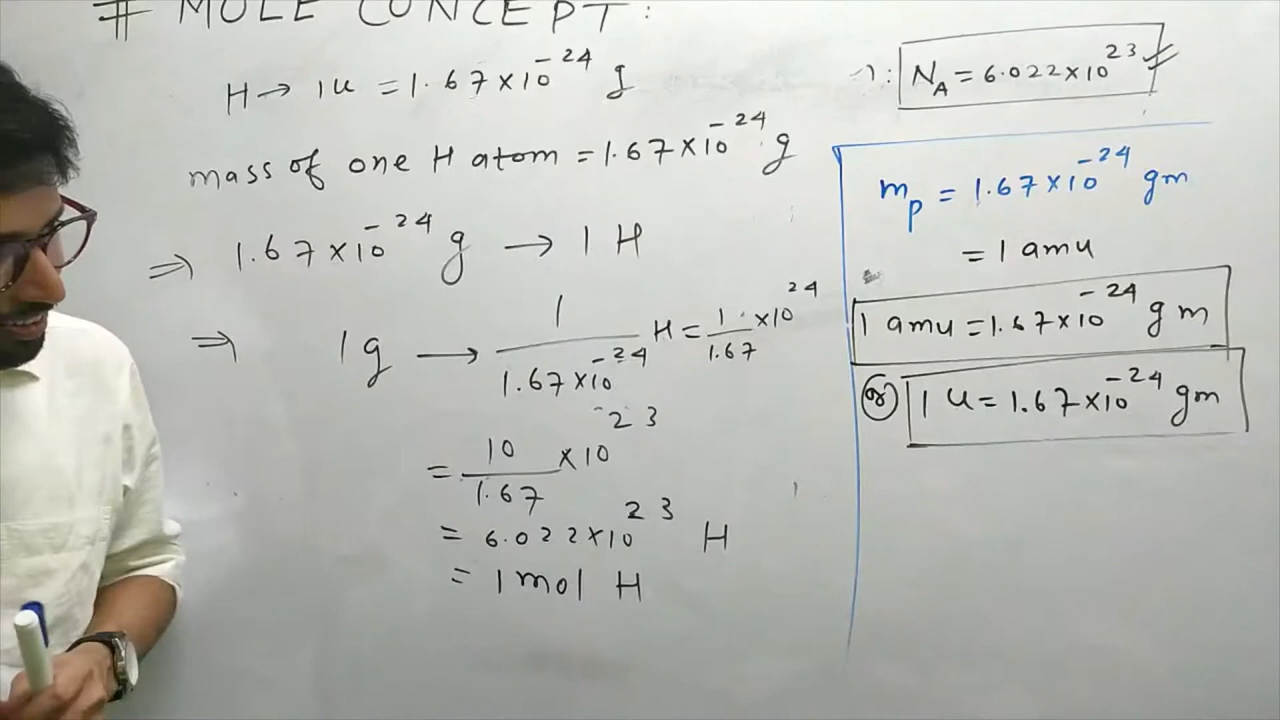 # MOLE CONCEPT:
H → 1u = 1.67×10⁻²⁴ g
mass of one H atom = 1.67×10⁻²⁴ g
⇒ 1.67×10⁻²⁴ g → 1 H
⇒ 1g → 1/1.67×10⁻²⁴ H = 1/1.67 ×10²⁴
= 10/1.67 ×10²³
= 6.022×10²³ H
= 1 mol H
N_A = 6.022×10²³
m_p = 1.67×10⁻²⁴ gm
= 1 amu
1 amu = 1.67×10⁻²⁴ gm
or 1 u = 1.67×10⁻²⁴ gm